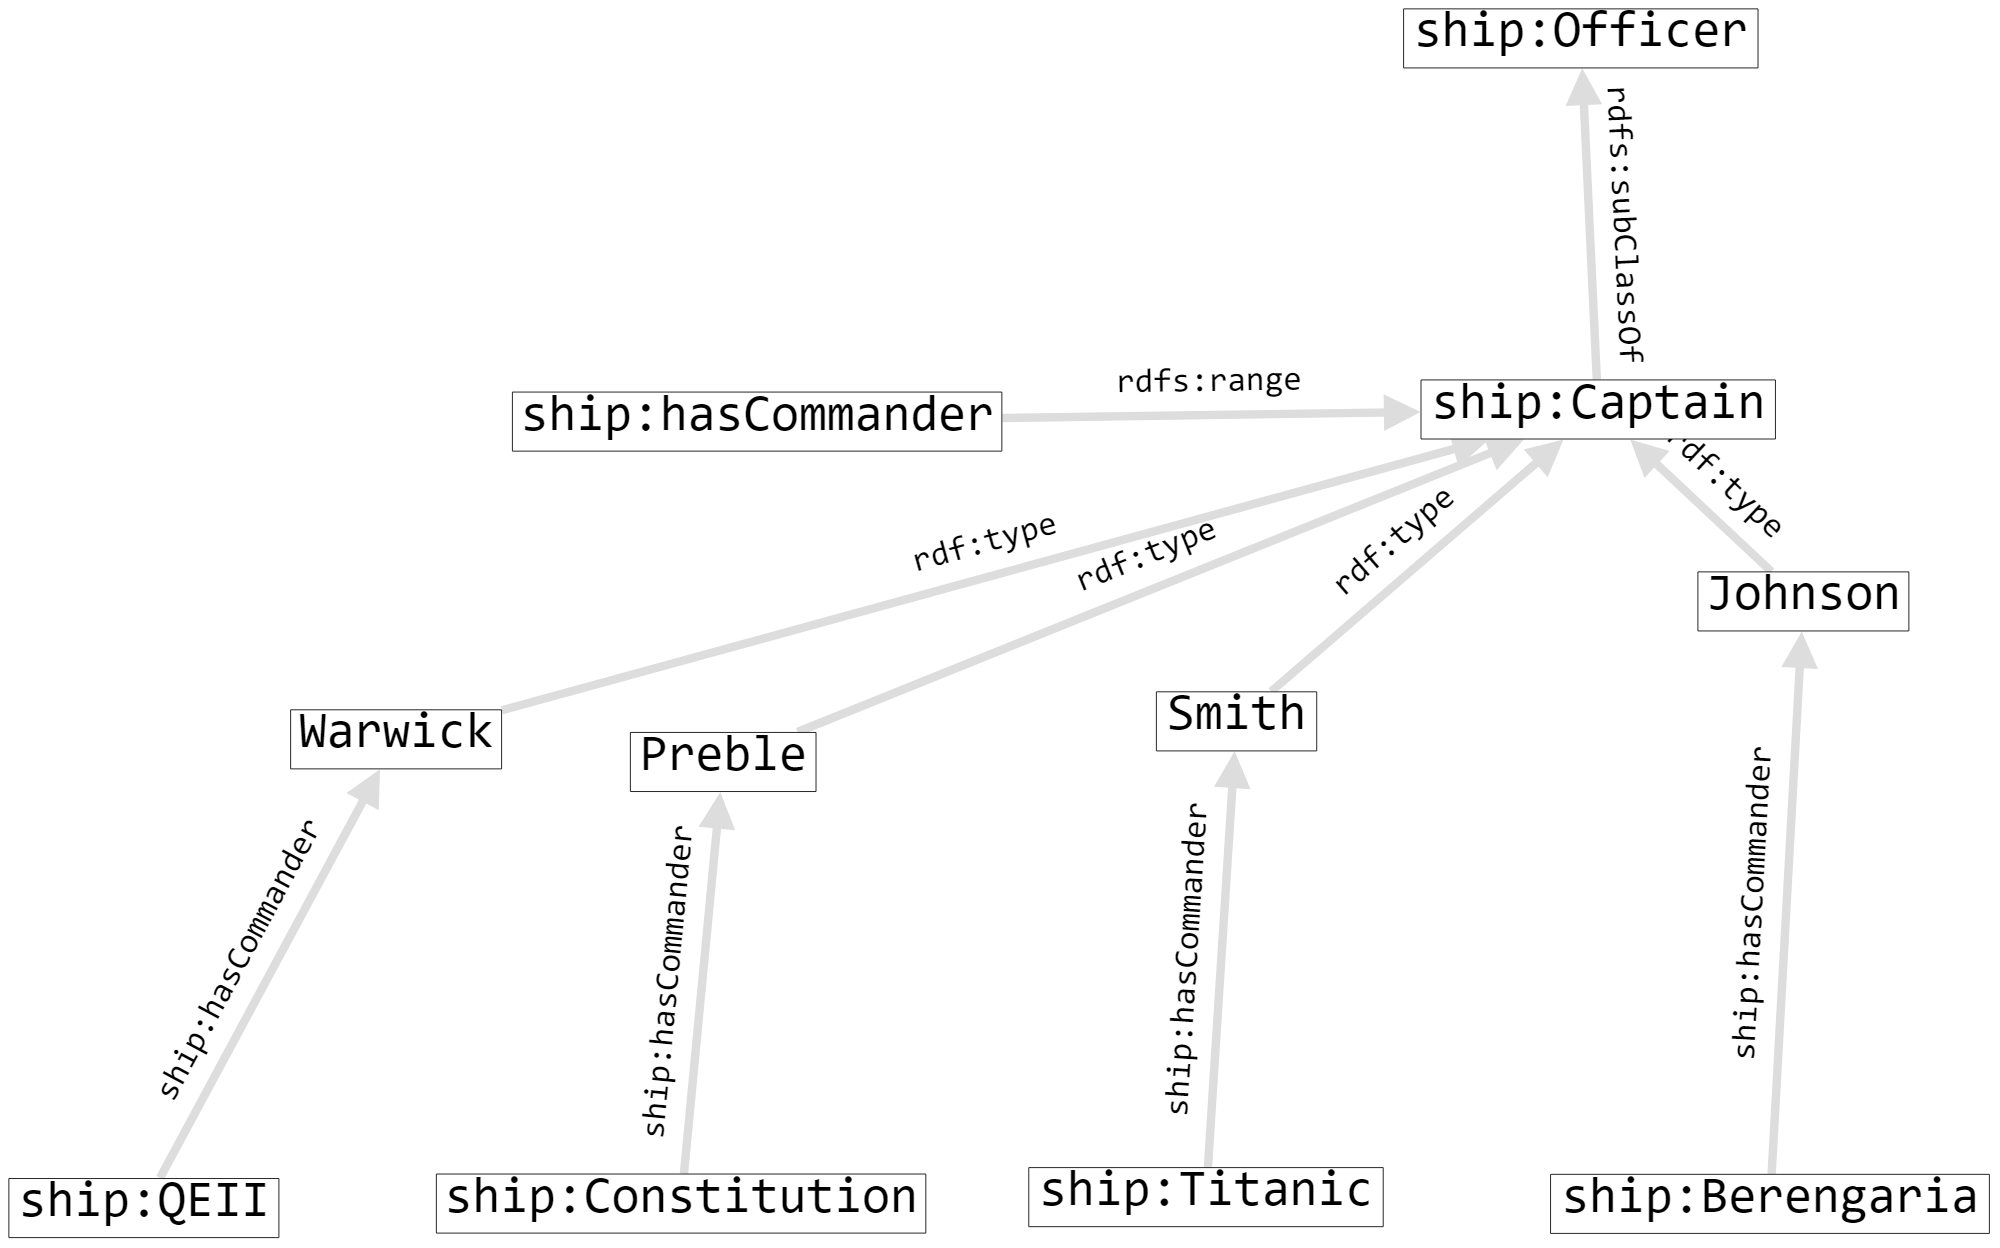 ship:Officer
rdfs:subClassOf
rdfs:range
ship:hasCommander
ship:Captain
rdf:type
rdf:type
rdf:type
rdf:type
Johnson
Warwick
Preble
Smith
ship:hasCommander
ship:hasCommander
ship:hasCommander
ship:hasCommander
ship:QEII
ship:Constitution
ship:Titanic
ship:Berengaria